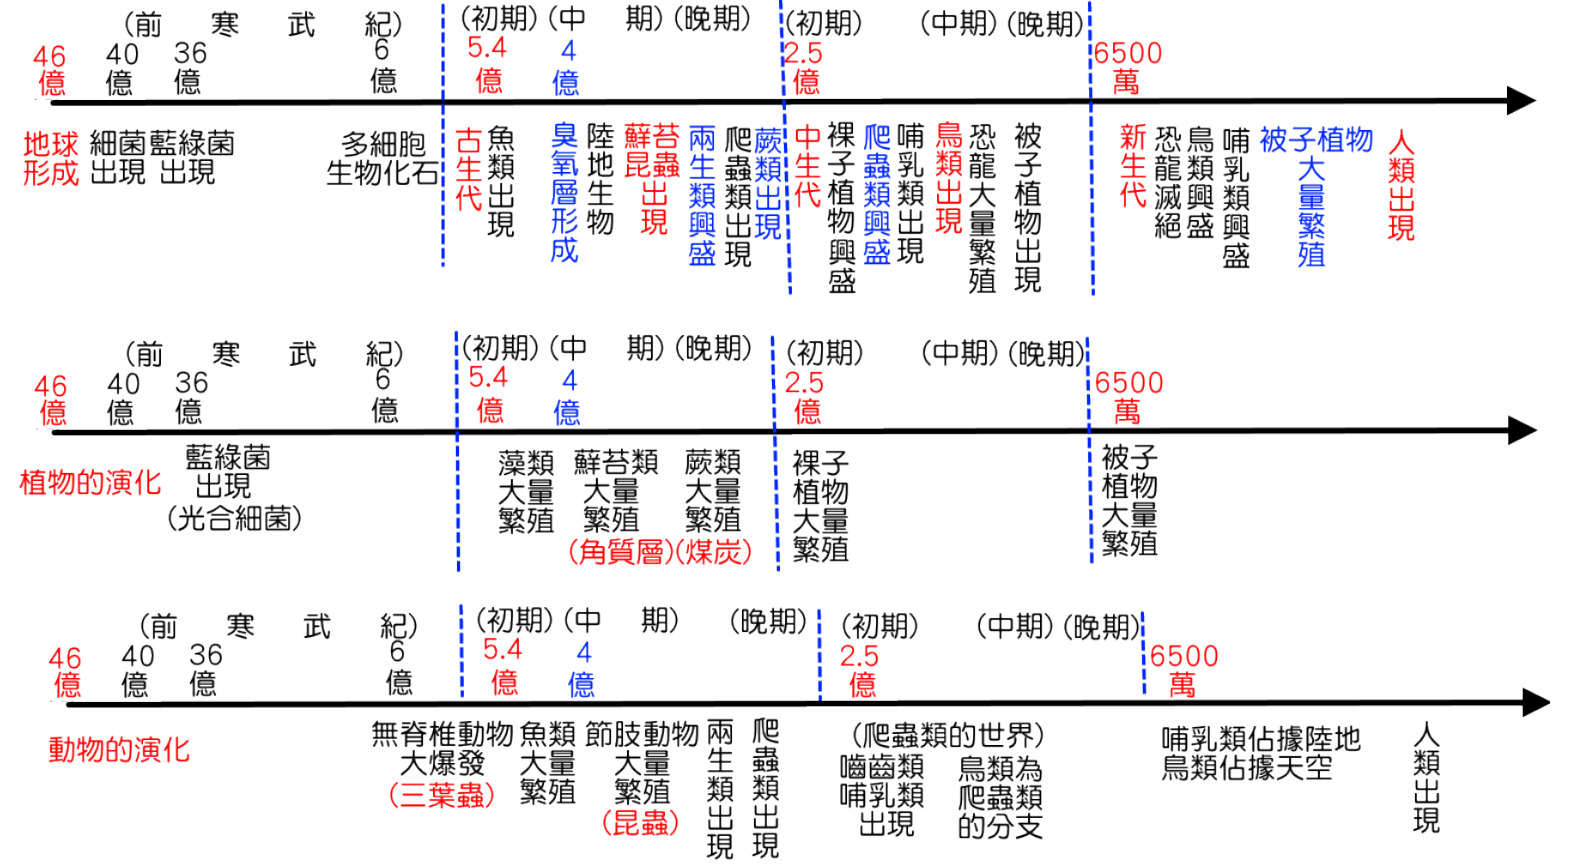 (前 寒 武 紀) (初期)(中 期)(晚期) (初期) (中期)(晚期)
46億 40億 36億 6億 5.4億 4億 2.5億 6500萬
地球形成 細菌出現 藍綠菌出現 多細胞生物化石 古生代 魚類出現 臭氧層形成 陸地生物 蘚苔昆蟲出現 兩生類興盛 爬蟲類出現 蕨類出現 中生代 裸子植物興盛 爬蟲類興盛 哺乳類出現 鳥類出現 恐龍大量繁殖 被子植物出現 新生代 恐龍滅絕 鳥類興盛 哺乳類興盛 被子植物大量繁殖 人類出現
(前 寒 武 紀) (初期)(中 期)(晚期) (初期) (中期)(晚期)
46億 40億 36億 6億 5.4億 4億 2.5億 6500萬
植物的演化
藍綠菌出現(光合細菌) 藻類大量繁殖 蘚苔類大量繁殖(角質層) 蕨類大量繁殖(煤炭) 裸子植物大量繁殖 被子植物大量繁殖
(前 寒 武 紀) (初期)(中 期) (晚期) (初期) (中期)(晚期)
46億 40億 36億 6億 5.4億 4億 2.5億 6500萬
動物的演化
無脊椎動物大爆發(三葉蟲) 魚類大量繁殖 節肢動物大量繁殖(昆蟲) 兩生類出現 爬蟲類出現 (爬蟲類的世界) 嚙齒類哺乳類出現 鳥類為爬蟲類的分支 哺乳類佔據陸地 鳥類佔據天空 人類出現